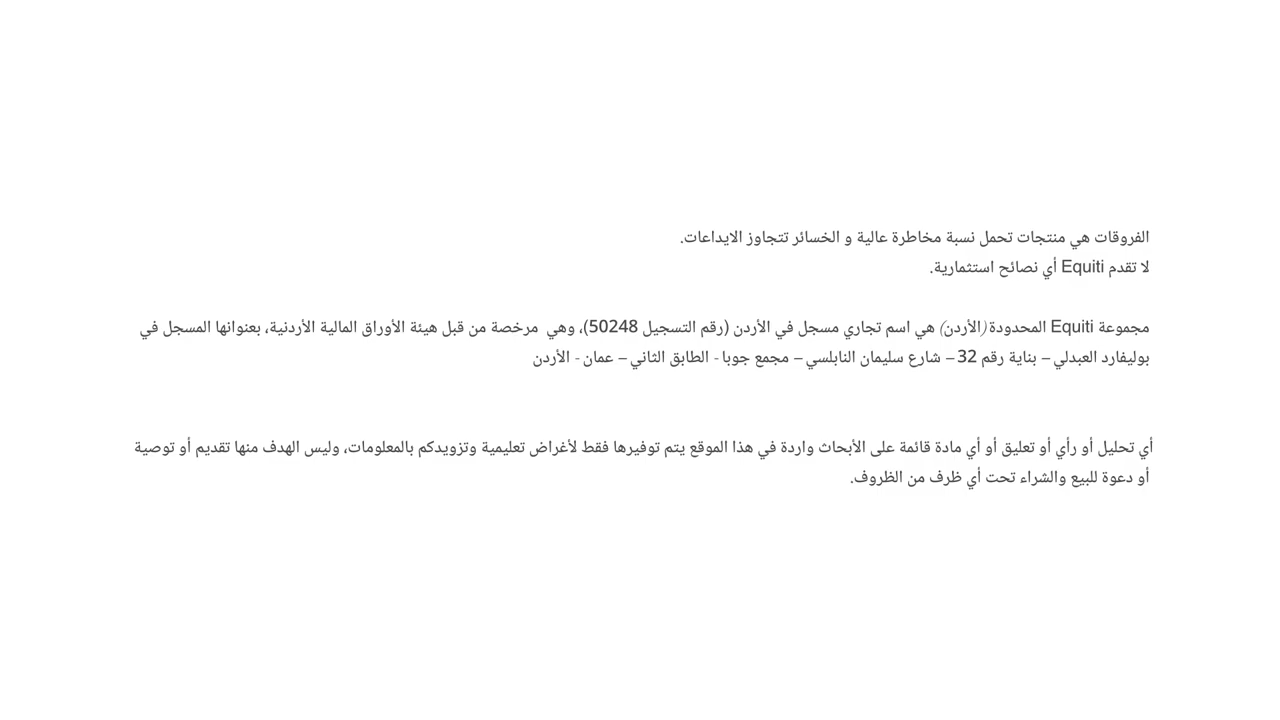 الفروقات هي منتجات تحمل نسبة مخاطرة عالية و الخسائر تتجاوز الايداعات.
لا تقدم Equiti أي نصائح استثمارية.
مجموعة Equiti المحدودة (الأردن) هي اسم تجاري مسجل في الأردن (رقم التسجيل 50248)، وهي مرخصة من قبل هيئة الأوراق المالية الأردنية، بعنوانها المسجل في
بوليفارد العبدلي – بناية رقم 32 – شارع سليمان النابلسي – مجمع جوبا - الطابق الثاني – عمان - الأردن
أي تحليل أو رأي أو تعليق أو أي مادة قائمة على الأبحاث واردة في هذا الموقع يتم توفيرها فقط لأغراض تعليمية وتزويدكم بالمعلومات، وليس الهدف منها تقديم أو توصية
أو دعوة للبيع والشراء تحت أي ظرف من الظروف.